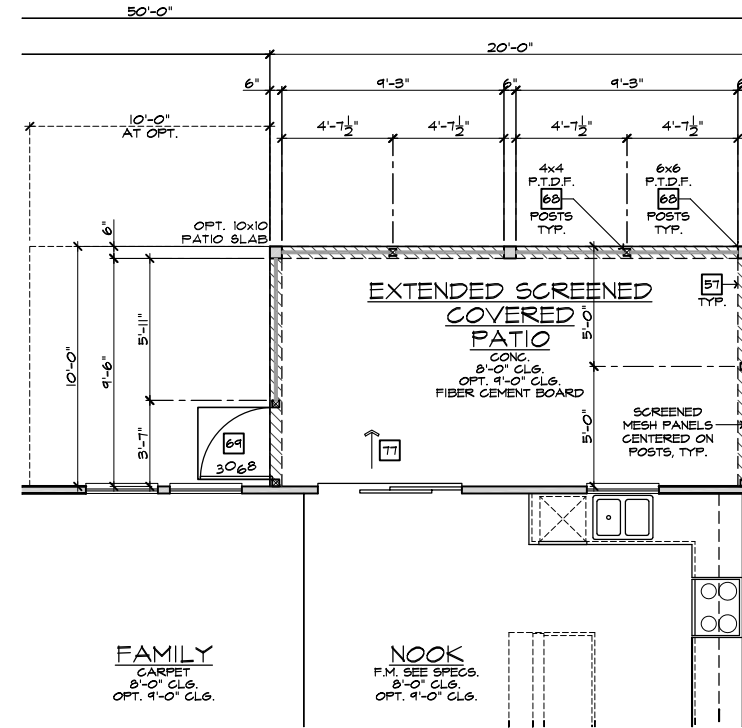 50'-0"
20'-0"
6" 9'-3" 6" 9'-3" 6
10'-0"
AT OPT.
4'-7½" 4'-7½" 4'-7½" 4'-7½"
4x4
P.T.D.F.
68
POSTS
TYP.
6x6
P.T.D.F.
68
POSTS
TYP.
OPT. 10x10
PATIO SLAB
6"
10'-0"
9'-6"
5'-11"
3'-7"
57
TYP.
EXTENDED SCREENED
COVERED
PATIO
CONC.
8'-0" CLG.
OPT. 9'-0" CLG.
FIBER CEMENT BOARD
5'-0"
5'-0"
SCREENED
MESH PANELS
CENTERED ON
POSTS, TYP.
69
3068
77
FAMILY
CARPET
8'-0" CLG.
OPT. 9'-0" CLG.
NOOK
F.M. SEE SPECS.
8'-0" CLG.
OPT. 9'-0" CLG.